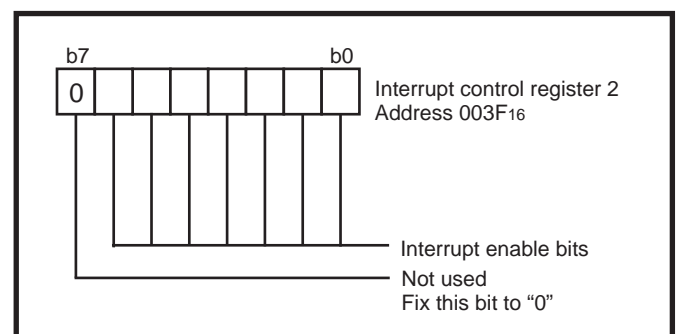 b7 b0
0
Interrupt control register 2
Address 003F16
Interrupt enable bits
Not used
Fix this bit to “0”